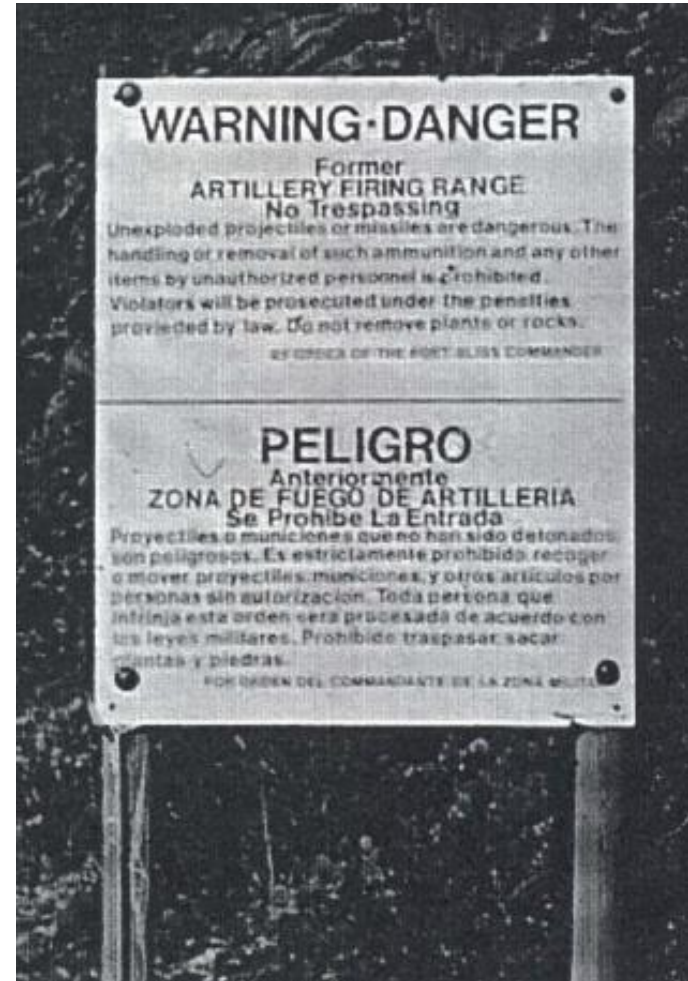 WARNING·DANGER
Former
ARTILLERY FIRING RANGE
No Trespassing
Unexploded projectiles or missiles are dangerous. The
handling or removal of such ammunition and any other
items by unauthorized personnel is prohibited.
Violators will be prosecuted under the penalties
provieded by law. Do not remove plants or rocks.
BY ORDER OF THE FORT BLISS COMMANDER
PELIGRO
Anteriormente
ZONA DE FUEGO DE ARTILLERIA
Se Prohibe La Entrada
Proyectiles o municiones que no han sido detonados
son peligrosos. Es estrictamente prohibido recoger
o mover proyectiles, municiones, y otros articulos por
personas sin autorizacion. Toda persona que
infrinja esta orden sera procesada de acuerdo con
las leyes militares. Prohibido traspasar, sacar
plantas y piedras.
POR ORDEN DEL COMMANDANTE DE LA ZONA